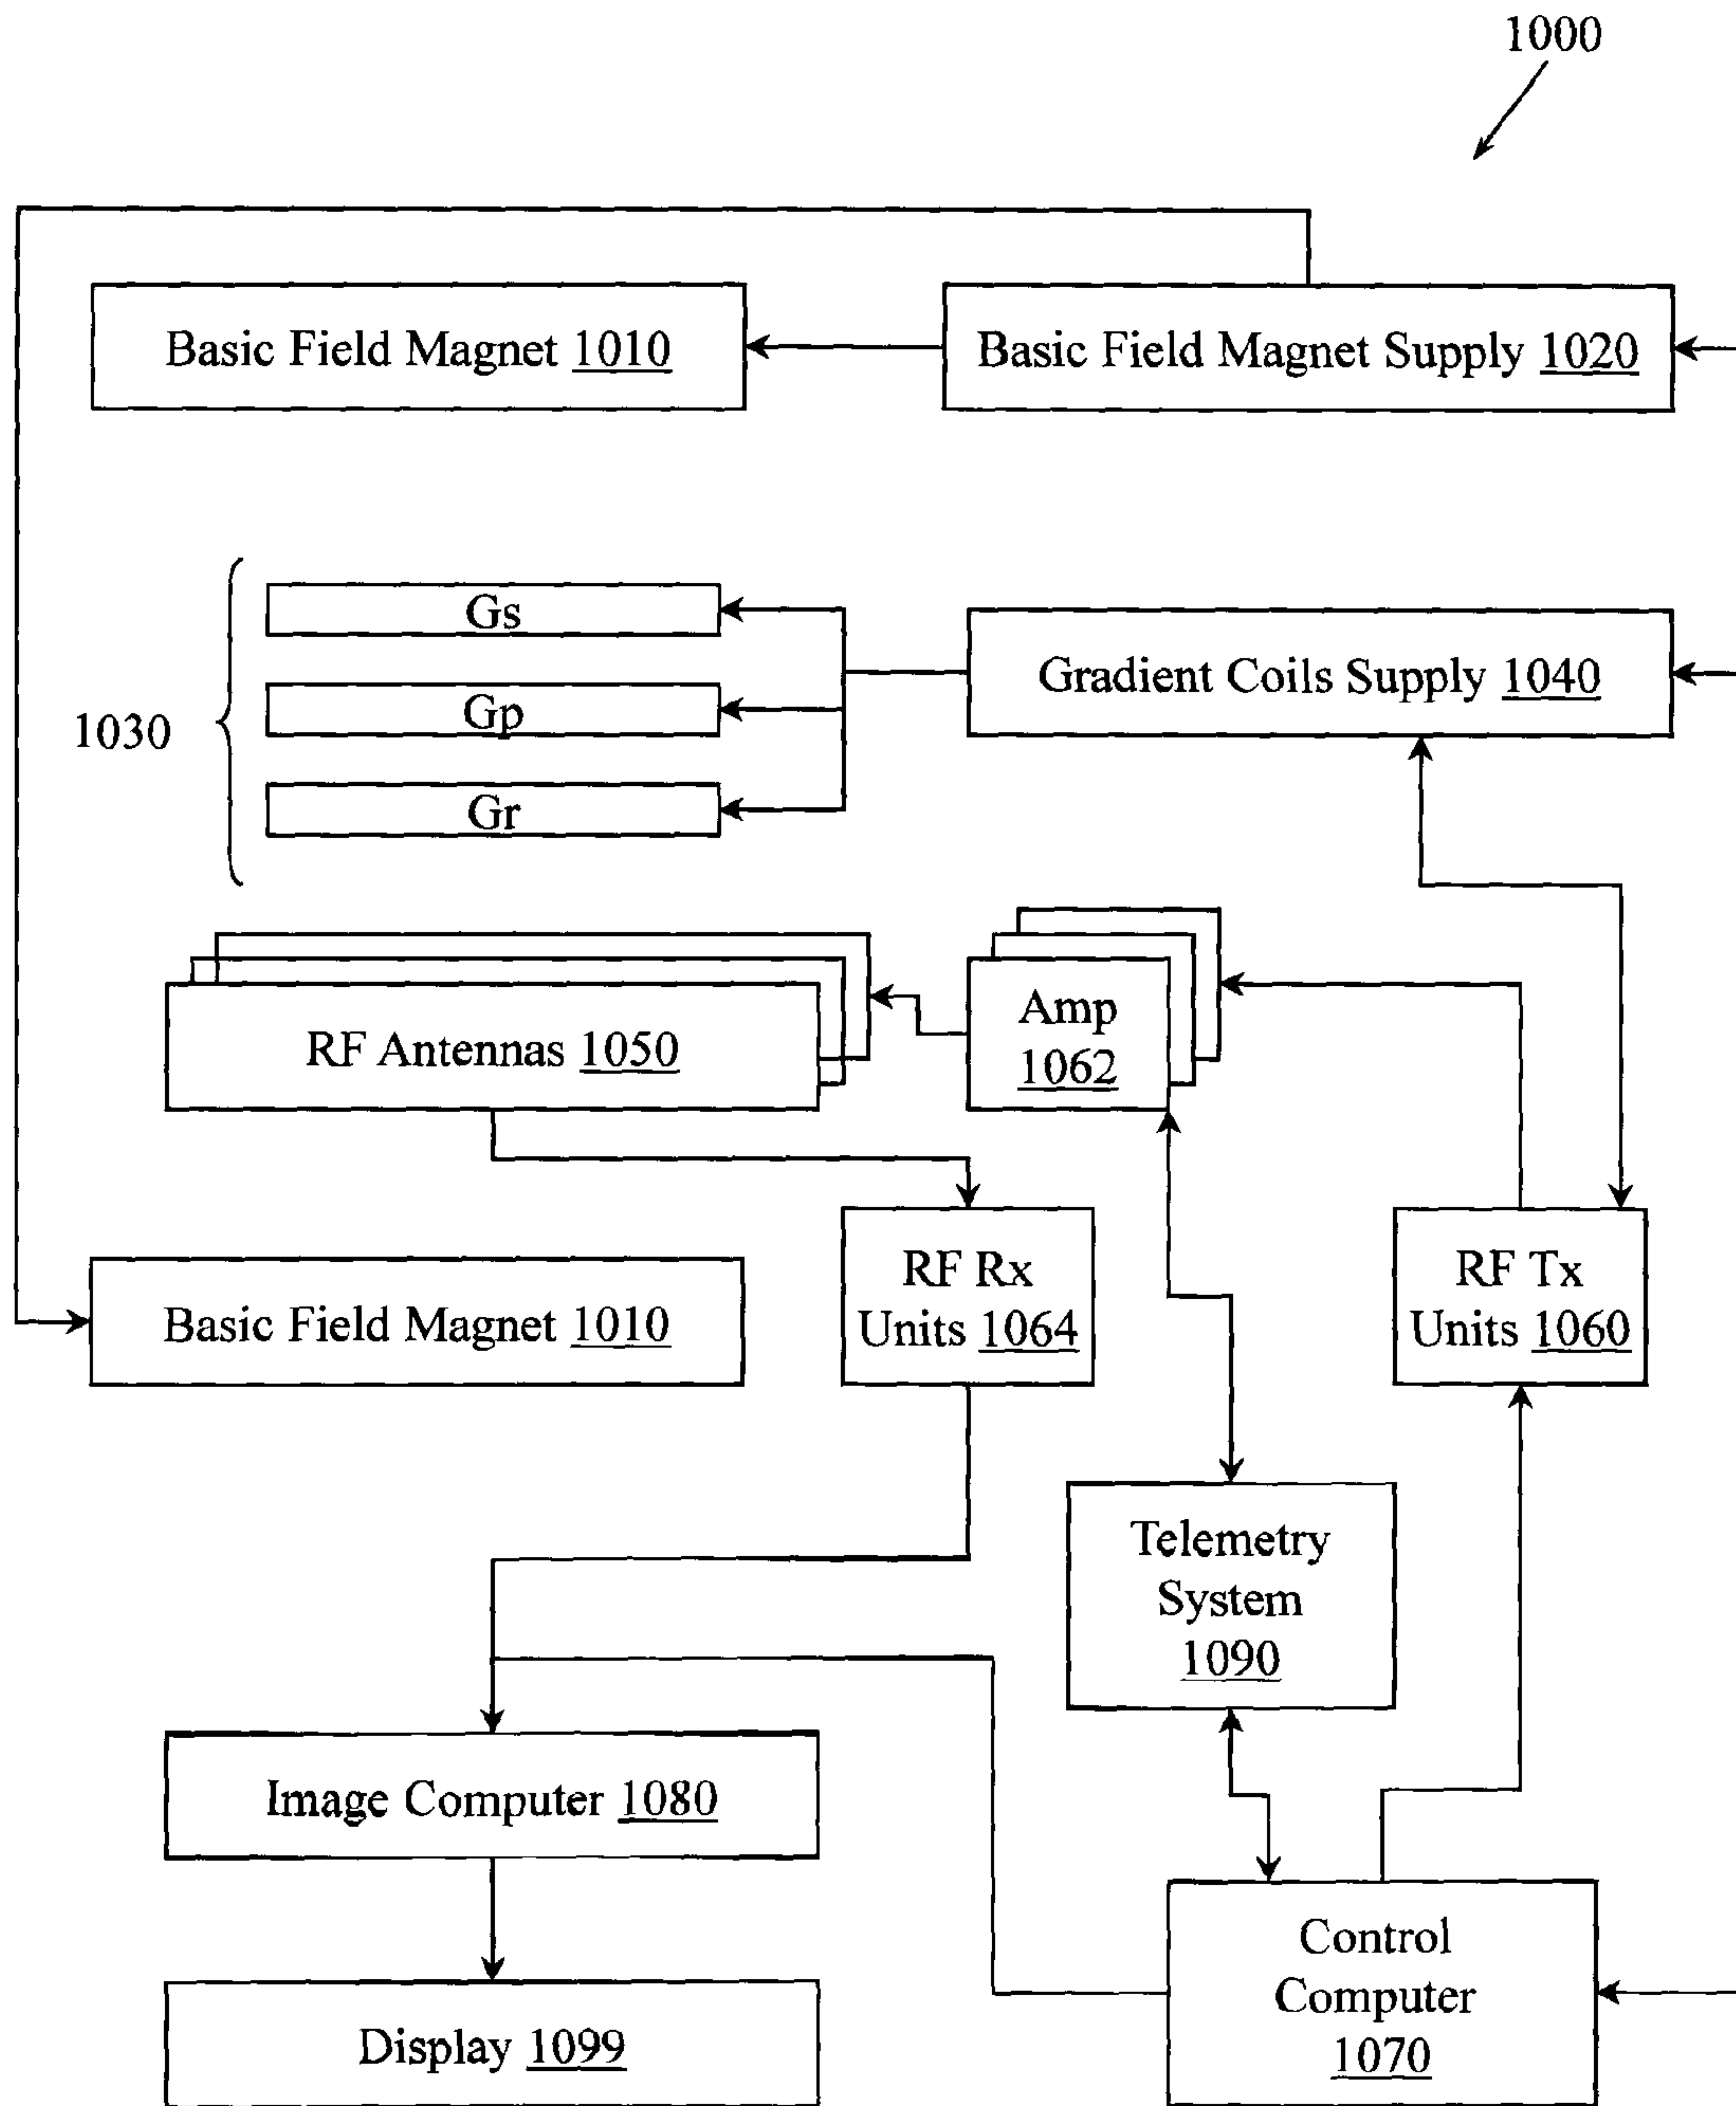 1000
Basic Field Magnet 1010
Basic Field Magnet Supply 1020
Gs
Gp
Gr
1030
Gradient Coils Supply 1040
RF Antennas 1050
Amp
1062
Basic Field Magnet 1010
RF Rx
Units 1064
RF Tx
Units 1060
Telemetry
System
1090
Image Computer 1080
Control
Computer
1070
Display 1099